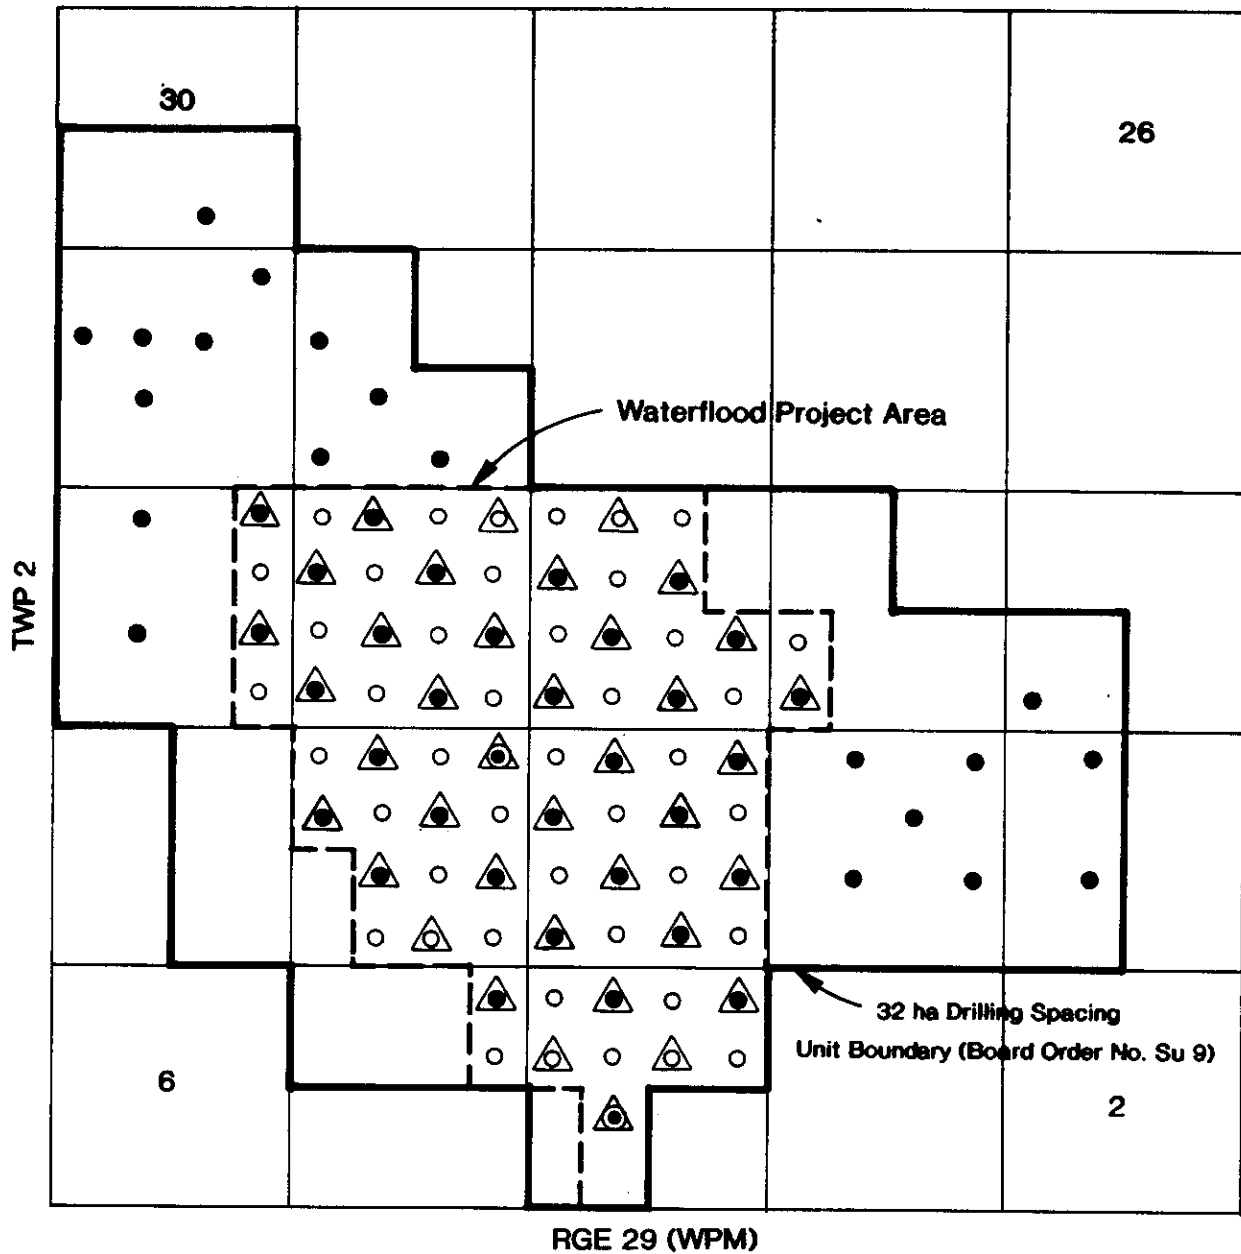 30
26
Waterflood Project Area
TWP 2
32 ha Drilling Spacing
Unit Boundary (Board Order No. Su 9)
6
2
RGE 29 (WPM)